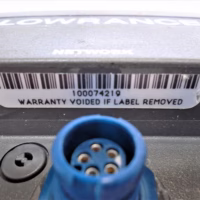 LOWRANCE
NETWORK
100074219
WARRANTY VOIDED IF LABEL REMOVED